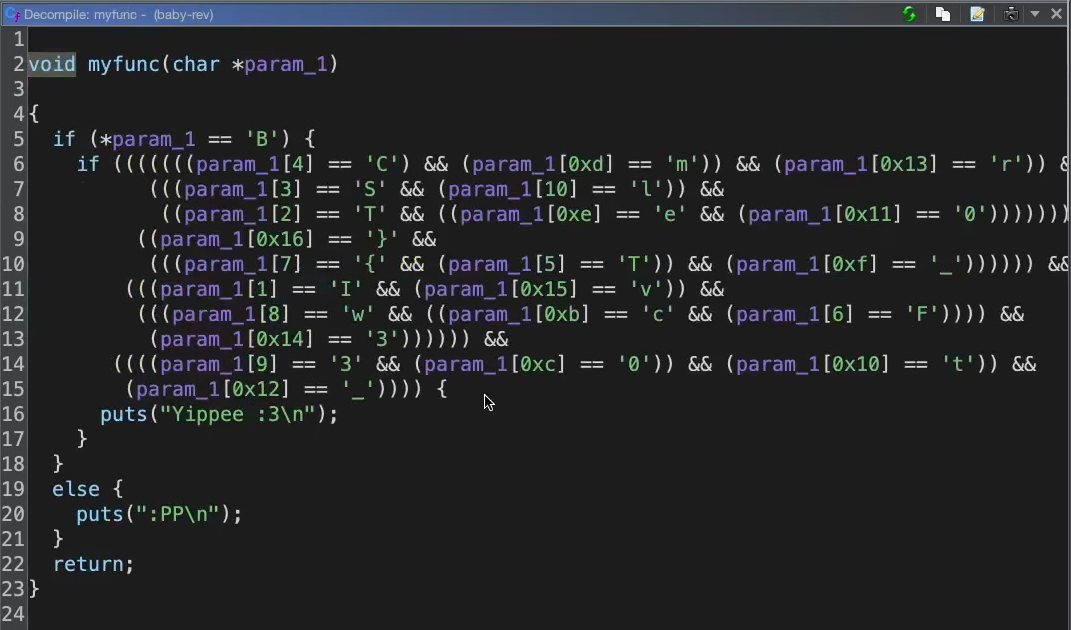 Decompile: myfunc - (baby-rev)
1
2 void myfunc(char *param_1)
3
4 {
5 if (*param_1 == 'B') {
6 if (((((((param_1[4] == 'C') && (param_1[0xd] == 'm')) && (param_1[0x13] == 'r')) &
7 (((param_1[3] == 'S' && (param_1[10] == 'l')) &&
8 ((param_1[2] == 'T' && ((param_1[0xe] == 'e' && (param_1[0x11] == '0')))))))
9 ((param_1[0x16] == '}' &&
10 (((param_1[7] == '{' && (param_1[5] == 'T')) && (param_1[0xf] == '_')))))) &&
11 (((param_1[1] == 'I' && (param_1[0x15] == 'v')) &&
12 (((param_1[8] == 'w' && ((param_1[0xb] == 'c' && (param_1[6] == 'F')))) &&
13 (param_1[0x14] == '3')))))) &&
14 ((((param_1[9] == '3' && (param_1[0xc] == '0')) && (param_1[0x10] == 't')) &&
15 (param_1[0x12] == '_')))) {
16 puts("Yippee :3\n");
17 }
18 }
19 else {
20 puts(":PP\n");
21 }
22 return;
23 }
24